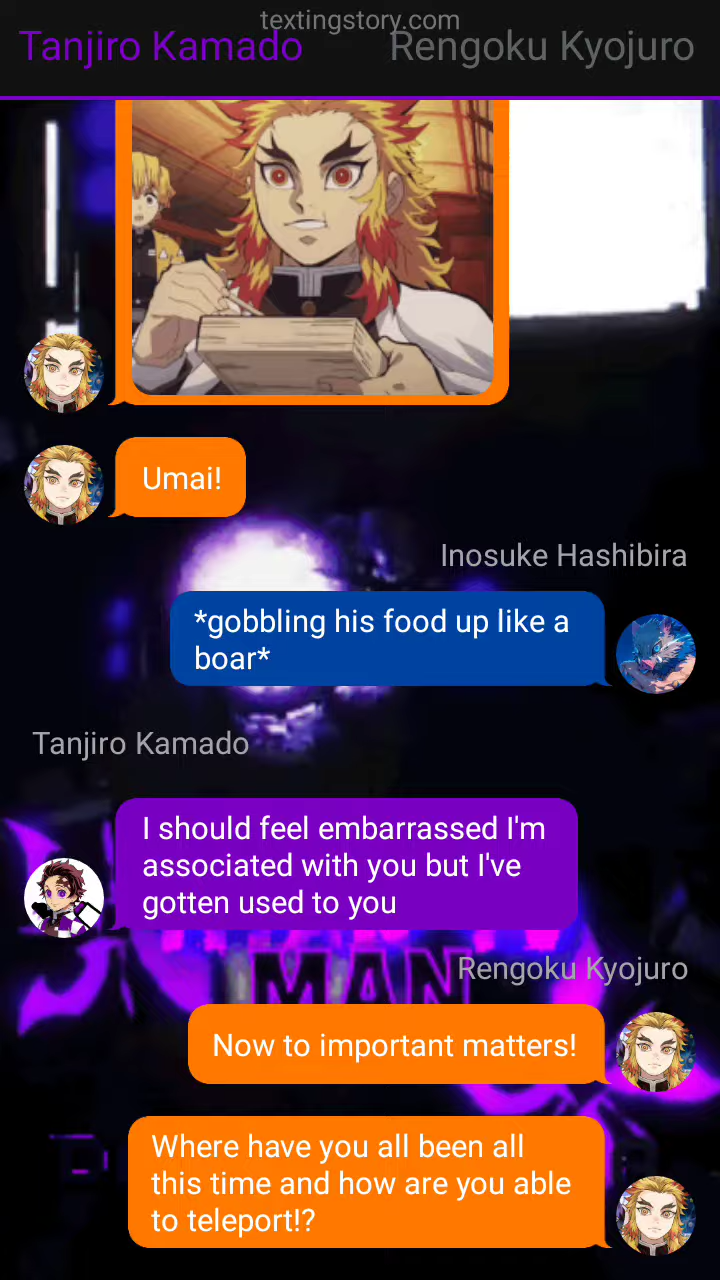 textingstory.com
Tanjiro Kamado
Rengoku Kyojuro
Umai!
Inosuke Hashibira
*gobbling his food up like a
boar*
Tanjiro Kamado
I should feel embarrassed I'm
associated with you but I've
gotten used to you
MAN
Rengoku Kyojuro
Now to important matters!
Where have you all been all
this time and how are you able
to teleport!?